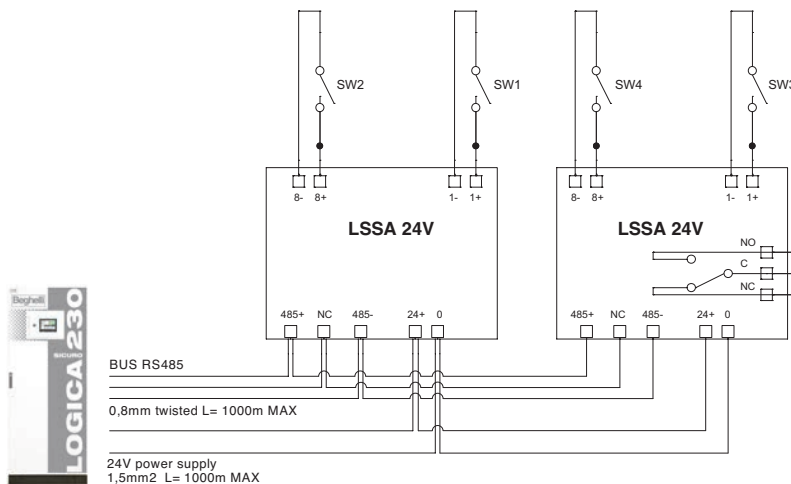 SW2
SW1
SW4
SW3
8-
8+
1-
1+
8-
8+
1-
1+
LSSA 24V
LSSA 24V
NO
C
NC
485+
NC
485-
24+
0
485+
NC
485-
24+
0
Beghelli
SICURO
LOGICA 230
BUS RS485
0,8mm twisted L= 1000m MAX
24V power supply
1,5mm2 L= 1000m MAX